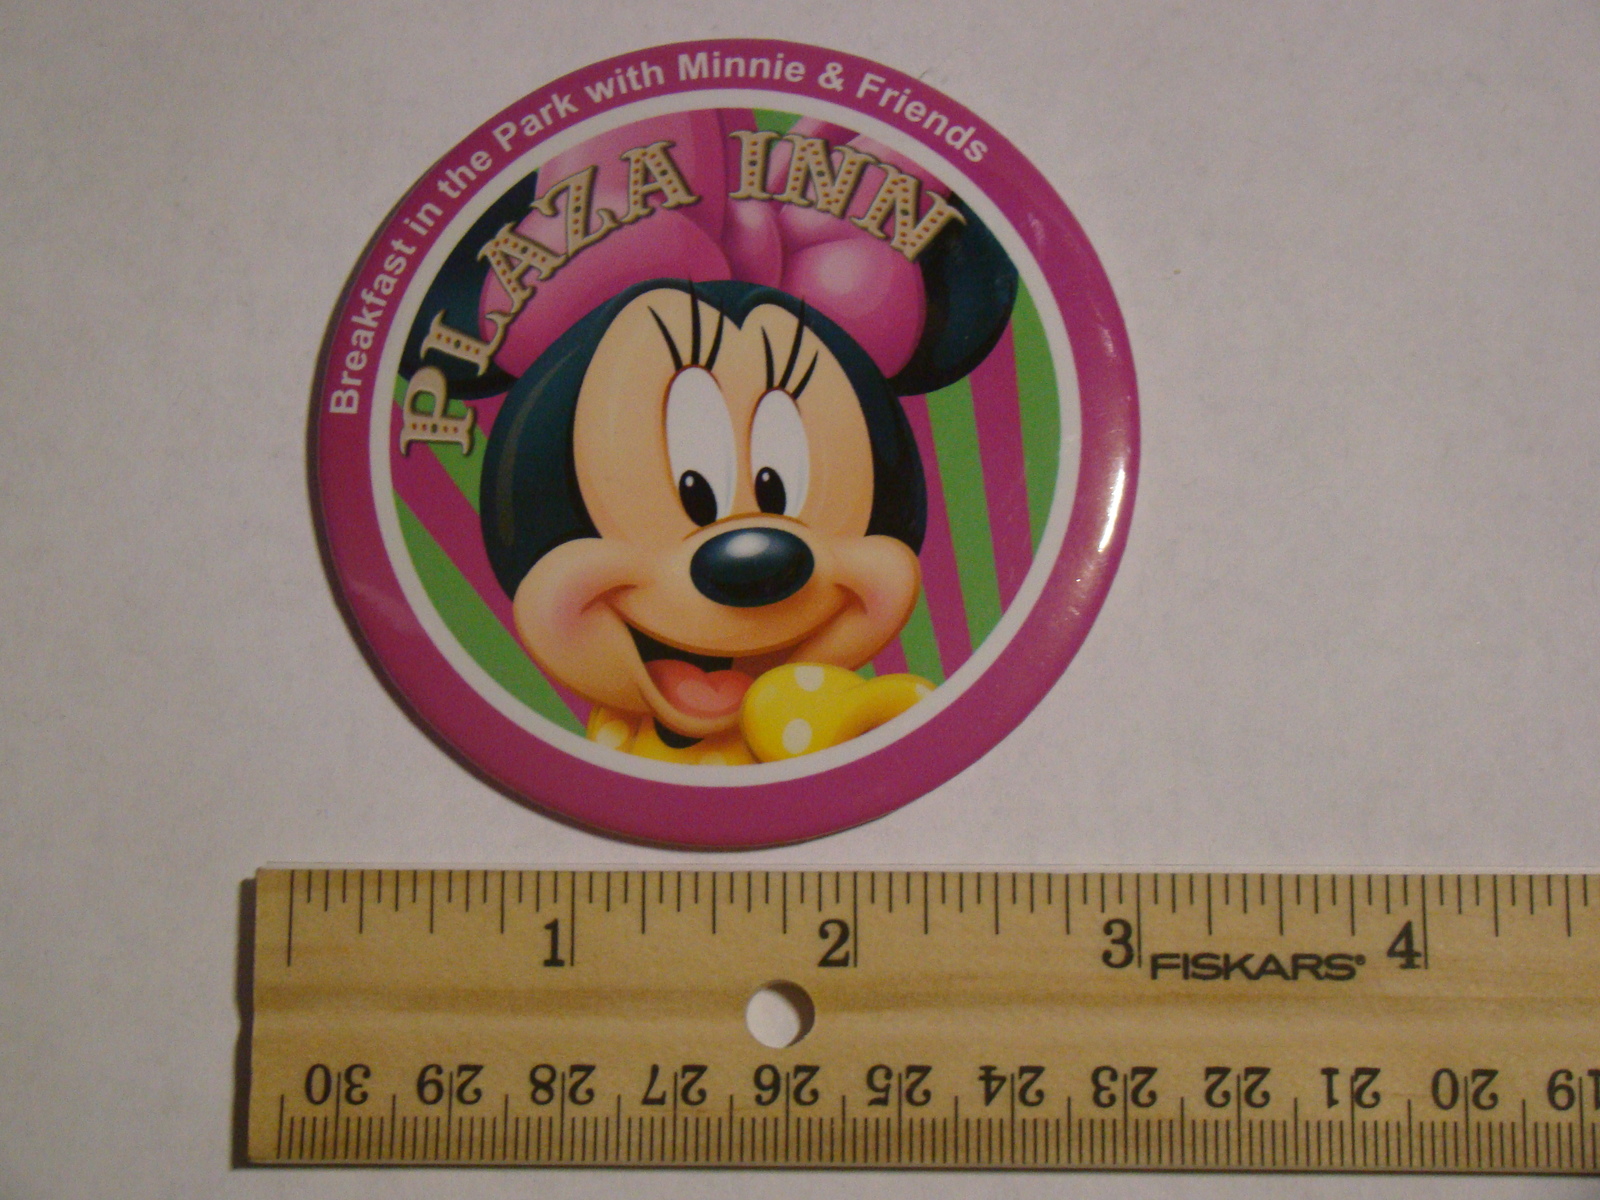 Breakfast in the Park with Minnie & Friends
PLAZA INN
1 2 3 4
FISKARS®
30 29 28 27 26 25 24 23 22 21 20 19